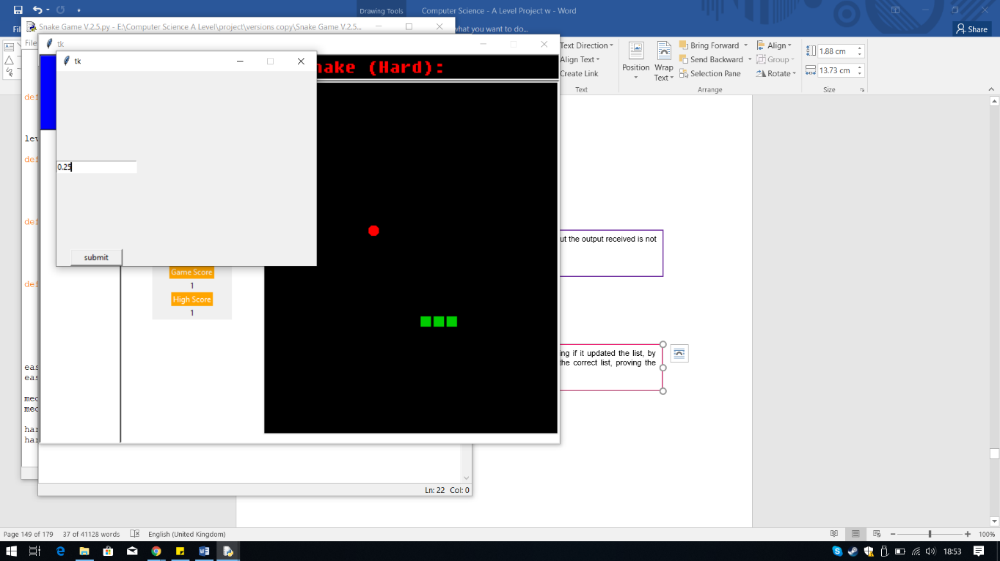 Drawing Tools
Computer Science - A Level Project w - Word
Snake Game V.2.5.py - E:\Computer Science A Level\project\versions copy\Snake Game V.2.5...
what you want to do...
Share
File
tk
tk
Text Direction
Align Text
Create Link
Text
Position
Wrap
Text
Bring Forward
Send Backward
Selection Pane
Align
Group
Rotate
Arrange
1.88 cm
13.73 cm
Size
nake (Hard):
def
lev
def
def
def
eas
eas
med
med
har
har
0.25
submit
Game Score
1
High Score
1
ut the output received is not
ing if it updated the list, by
the correct list, proving the
Ln: 22 Col: 0
Page 149 of 179
37 of 41128 words
English (United Kingdom)
100%
18:53